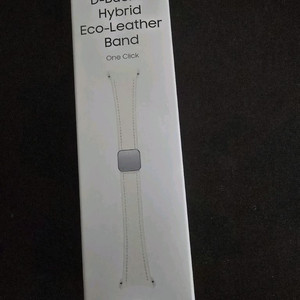 Hybrid
Eco-Leather
Band
One Click